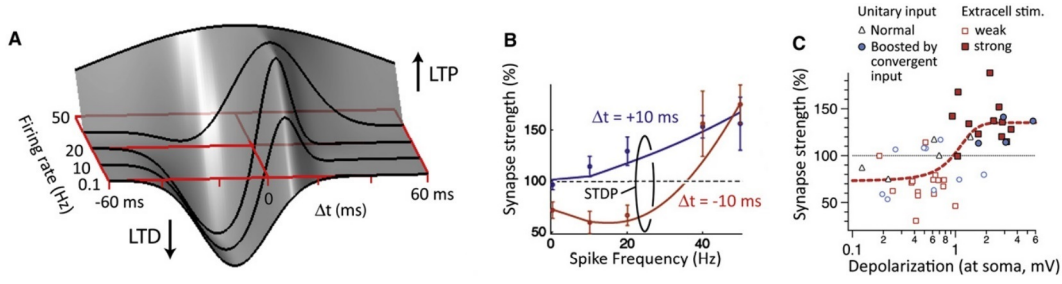 A
LTP
Firing rate (Hz)
50
20
10
0.1
-60 ms
0
60 ms
Δt (ms)
LTD
B
Synapse strength (%)
150
100
50
Δt = +10 ms
STDP
Δt = -10 ms
0
20
40
Spike Frequency (Hz)
Unitary input
Normal
Boosted by
convergent
input
Extracell stim.
weak
strong
C
Synapse strength (%)
150
100
50
0.1
2
4
6
8
1
2
4
6
Depolarization (at soma, mV)